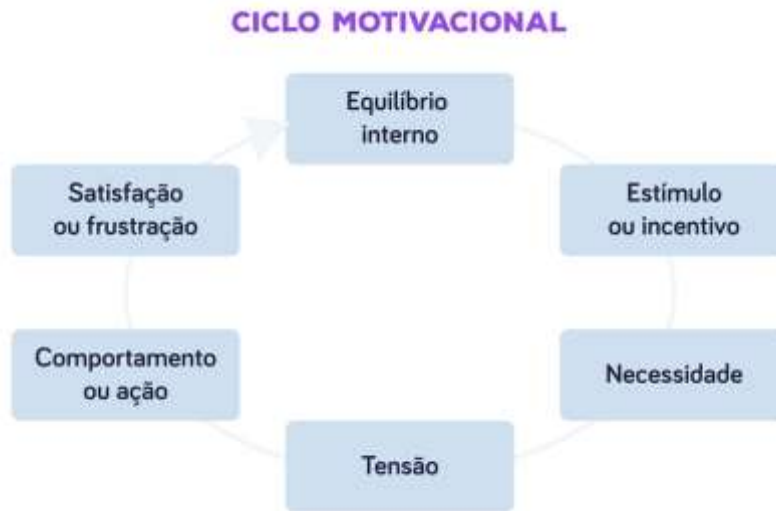 CICLO MOTIVACIONAL
Equilíbrio
interno
Estímulo
ou incentivo
Necessidade
Tensão
Comportamento
ou ação
Satisfação
ou frustração